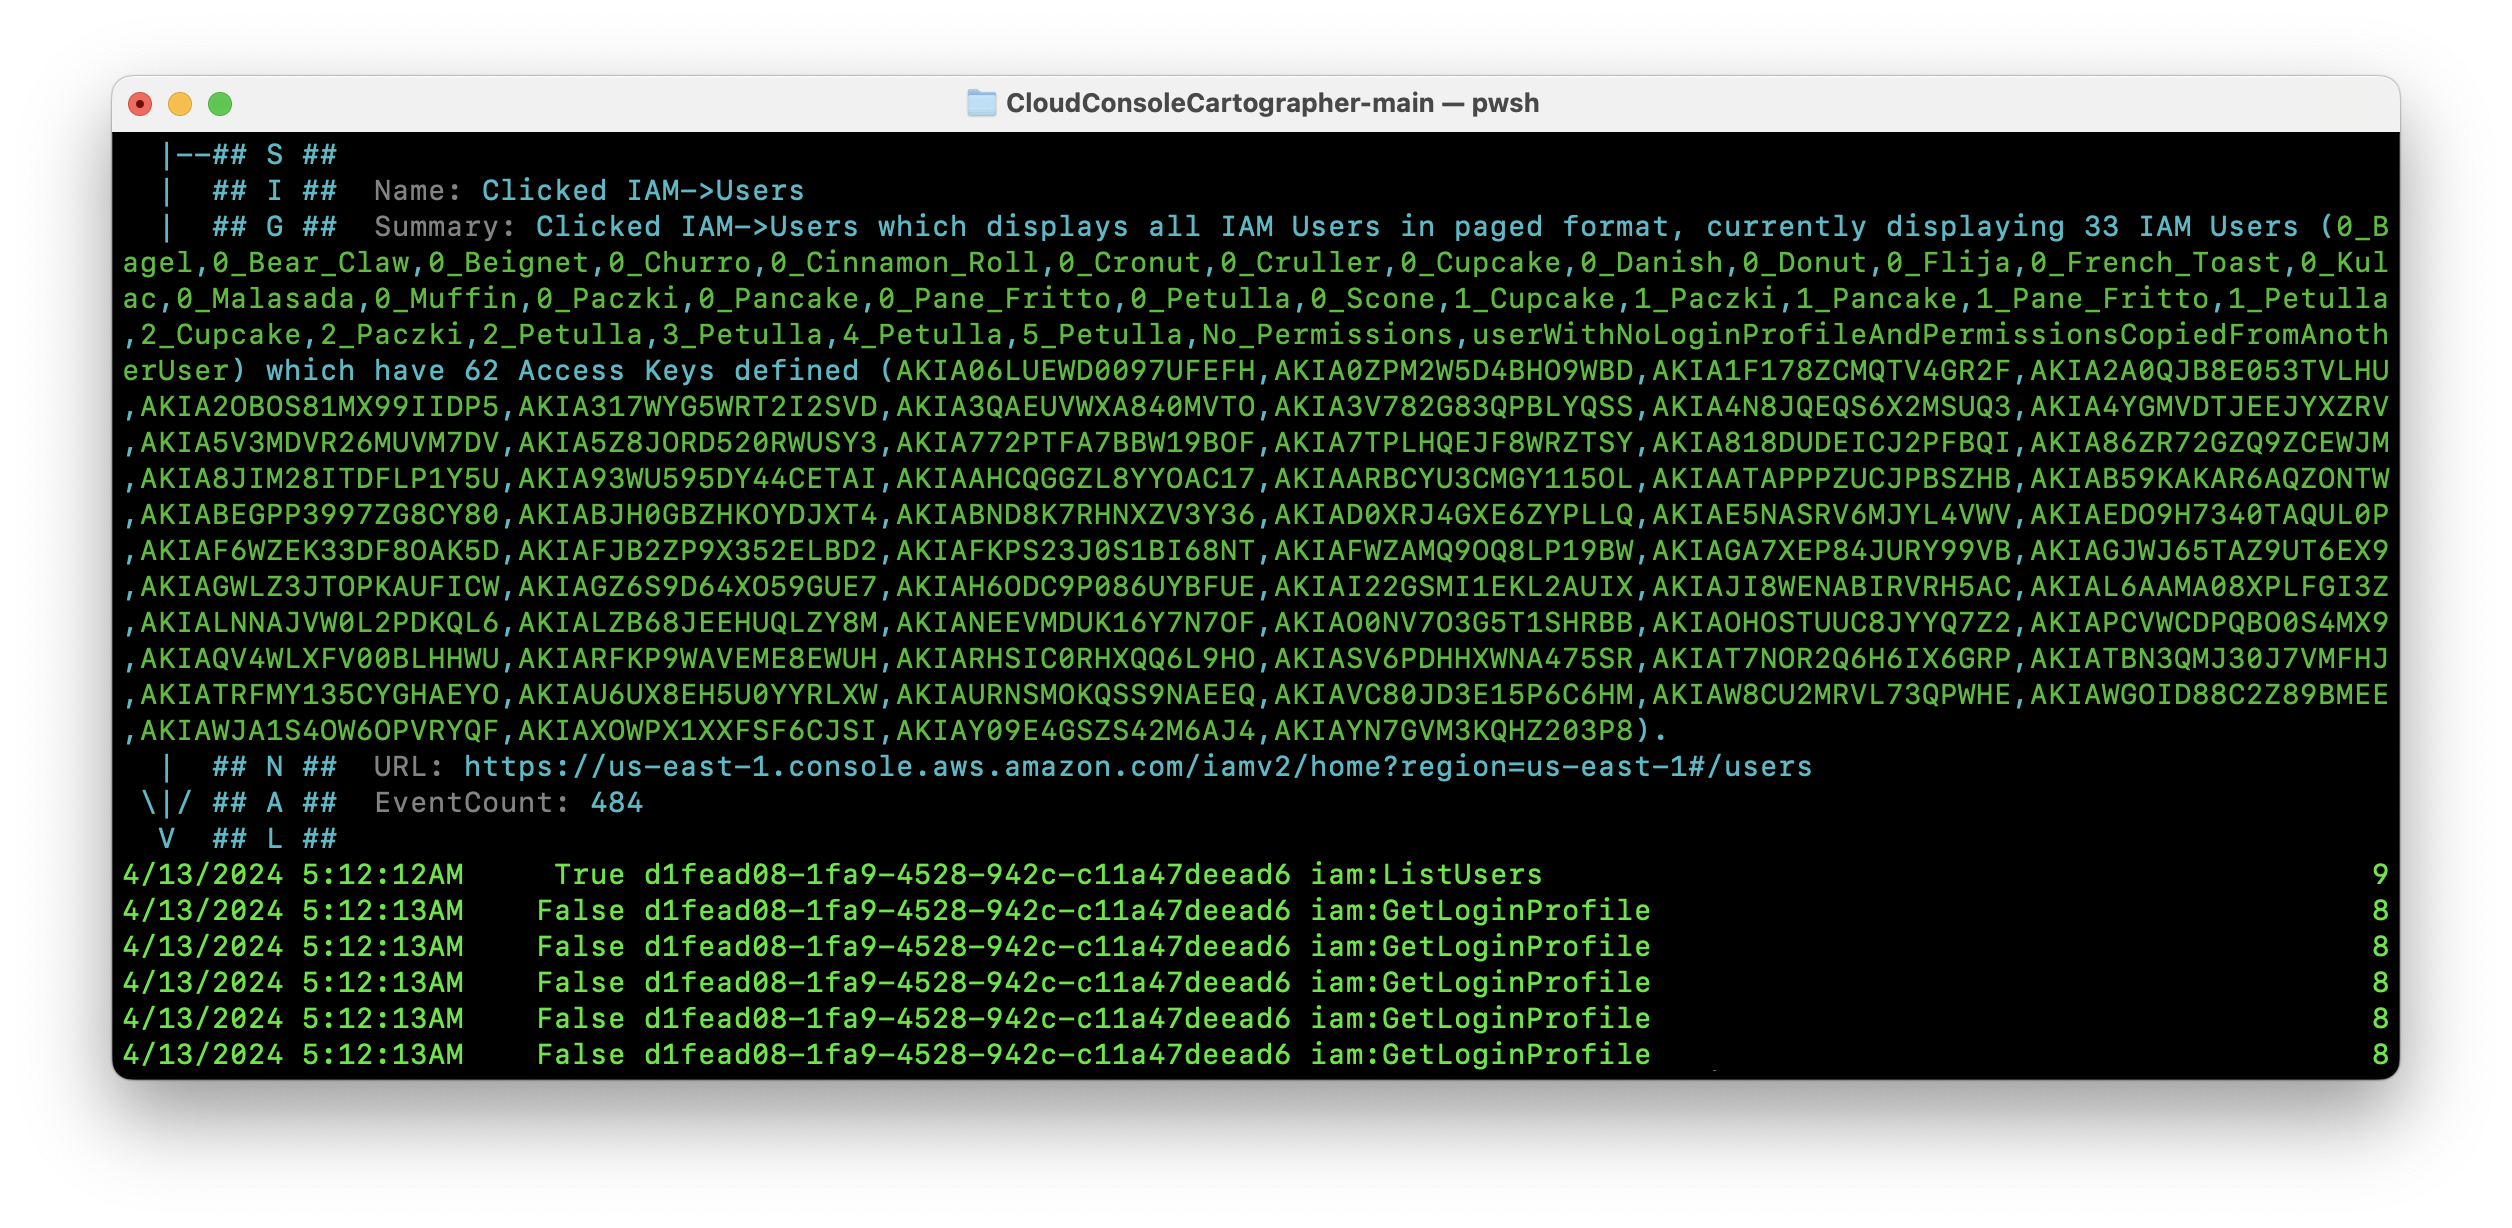 CloudConsoleCartographer-main — pwsh
|--## S ##
| ## I ## Name: Clicked IAM->Users
| ## G ## Summary: Clicked IAM->Users which displays all IAM Users in paged format, currently displaying 33 IAM Users (0_B
agel,0_Bear_Claw,0_Beignet,0_Churro,0_Cinnamon_Roll,0_Cronut,0_Cruller,0_Cupcake,0_Danish,0_Donut,0_Flija,0_French_Toast,0_Kul
ac,0_Malasada,0_Muffin,0_Paczki,0_Pancake,0_Pane_Fritto,0_Petulla,0_Scone,1_Cupcake,1_Paczki,1_Pancake,1_Pane_Fritto,1_Petulla
,2_Cupcake,2_Paczki,2_Petulla,3_Petulla,4_Petulla,5_Petulla,No_Permissions,userWithNoLoginProfileAndPermissionsCopiedFromAnoth
erUser) which have 62 Access Keys defined (AKIA06LUEWD0097UFEFH,AKIA0ZPM2W5D4BHO9WBD,AKIA1F178ZCMQTV4GR2F,AKIA2A0QJB8E053TVLHU
,AKIA2OBOS81MX99IIDP5,AKIA317WYG5WRT2I2SVD,AKIA3QAEUVWXA840MVTO,AKIA3V782G83QPBLYQSS,AKIA4N8JQEQS6X2MSUQ3,AKIA4YGMVDTJEEJYXZRV
,AKIA5V3MDVR26MUVM7DV,AKIA5Z8JORD520RWUSY3,AKIA772PTFA7BBW19BOF,AKIA7TPLHQEJF8WRZTSY,AKIA818DUDEICJ2PFBQI,AKIA86ZR72GZQ9ZCEWJM
,AKIA8JIM28ITDFLP1Y5U,AKIA93WU595DY44CETAI,AKIAAHCQGGZL8YYOAC17,AKIAARBCYU3CMGY115OL,AKIAATAPPPZUCJPBSZHB,AKIAB59KAKAR6AQZONTW
,AKIABEGPP3997ZG8CY80,AKIABJH0GBZHKOYDJXT4,AKIABND8K7RHNXZV3Y36,AKIAD0XRJ4GXE6ZYPLLQ,AKIAE5NASRV6MJYL4VWV,AKIAEDO9H7340TAQUL0P
,AKIAF6WZEK33DF8OAK5D,AKIAFJB2ZP9X352ELBD2,AKIAFKPS23J0S1BI68NT,AKIAFWZAMQ9OQ8LP19BW,AKIAGA7XEP84JURY99VB,AKIAGJWJ65TAZ9UT6EX9
,AKIAGWLZ3JTOPKAUFICW,AKIAGZ6S9D64XO59GUE7,AKIAH6ODC9P086UYBFUE,AKIAI22GSMI1EKL2AUIX,AKIAJI8WENABIRVRH5AC,AKIAL6AAMA08XPLFGI3Z
,AKIALNNAJVW0L2PDKQL6,AKIALZB68JEEHUQLZY8M,AKIANEEVMDUK16Y7N7OF,AKIAO0NV7O3G5T1SHRBB,AKIAOHOSTUUC8JYYQ7Z2,AKIAPCVWCDPQBO0S4MX9
,AKIAQV4WLXFV00BLHHWU,AKIARFKP9WAVEME8EWUH,AKIARHSIC0RHXQQ6L9HO,AKIASV6PDHHXWNA475SR,AKIAT7NOR2Q6H6IX6GRP,AKIATBN3QMJ30J7VMFHJ
,AKIATRFMY135CYGHAEYO,AKIAU6UX8EH5U0YYRLXW,AKIAURNSMOKQSS9NAEEQ,AKIAVC80JD3E15P6C6HM,AKIAW8CU2MRVL73QPWHE,AKIAWGOID88C2Z89BMEE
,AKIAWJA1S4OW6OPVRYQF,AKIAXOWPX1XXFSF6CJSI,AKIAY09E4GSZS42M6AJ4,AKIAYN7GVM3KQHZ203P8).
| ## N ## URL: https://us-east-1.console.aws.amazon.com/iamv2/home?region=us-east-1#/users
\|/ ## A ## EventCount: 484
V ## L ##
4/13/2024 5:12:12AM True d1fead08-1fa9-4528-942c-c11a47deead6 iam:ListUsers 9
4/13/2024 5:12:13AM False d1fead08-1fa9-4528-942c-c11a47deead6 iam:GetLoginProfile 8
4/13/2024 5:12:13AM False d1fead08-1fa9-4528-942c-c11a47deead6 iam:GetLoginProfile 8
4/13/2024 5:12:13AM False d1fead08-1fa9-4528-942c-c11a47deead6 iam:GetLoginProfile 8
4/13/2024 5:12:13AM False d1fead08-1fa9-4528-942c-c11a47deead6 iam:GetLoginProfile 8
4/13/2024 5:12:13AM False d1fead08-1fa9-4528-942c-c11a47deead6 iam:GetLoginProfile 8